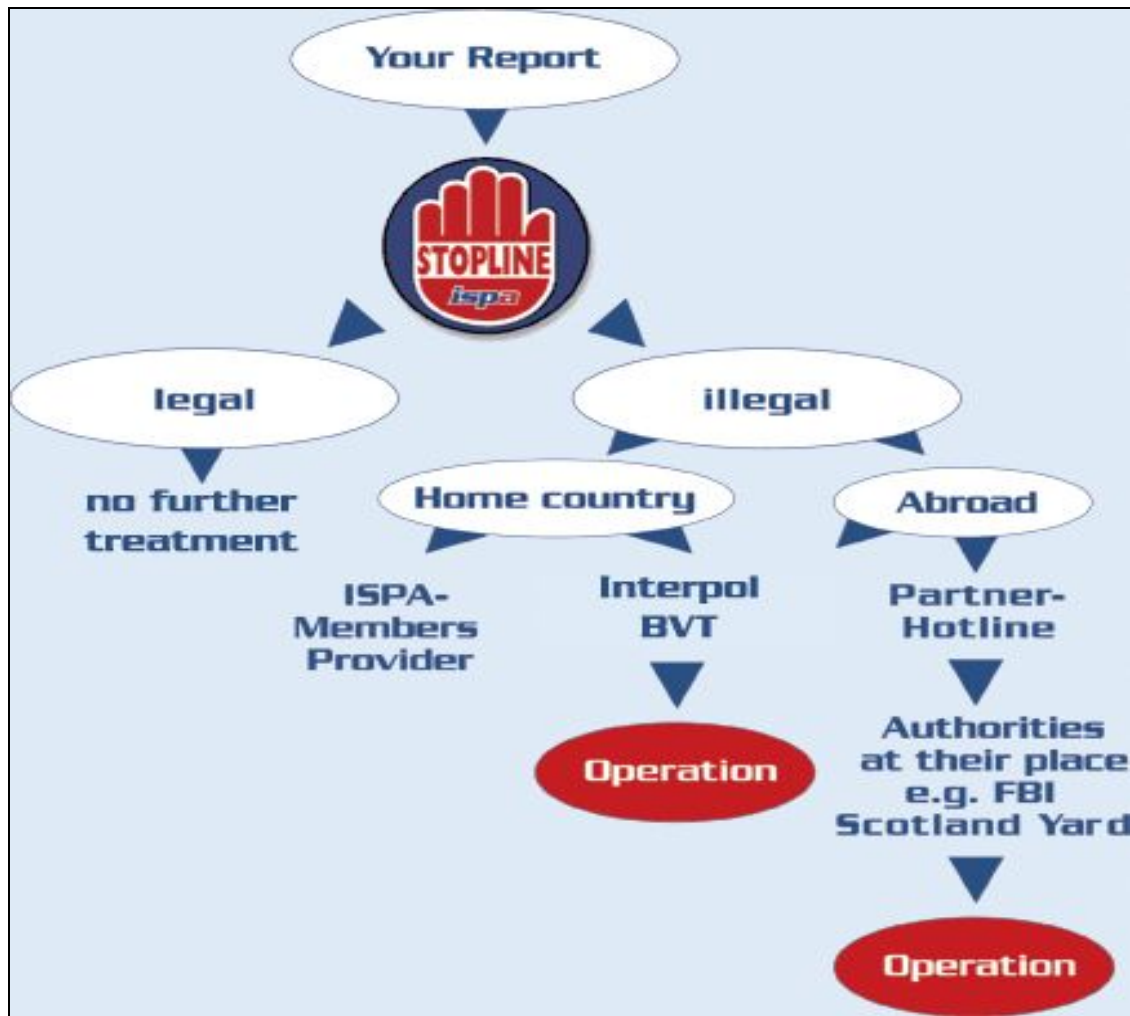 Your Report
STOPLINE
ispa
legal
illegal
no further
treatment
Home country
Abroad
ISPA-
Members
Provider
Interpol
BVT
Partner-
Hotline
Operation
Authorities
at their place
e.g. FBI
Scotland Yard
Operation